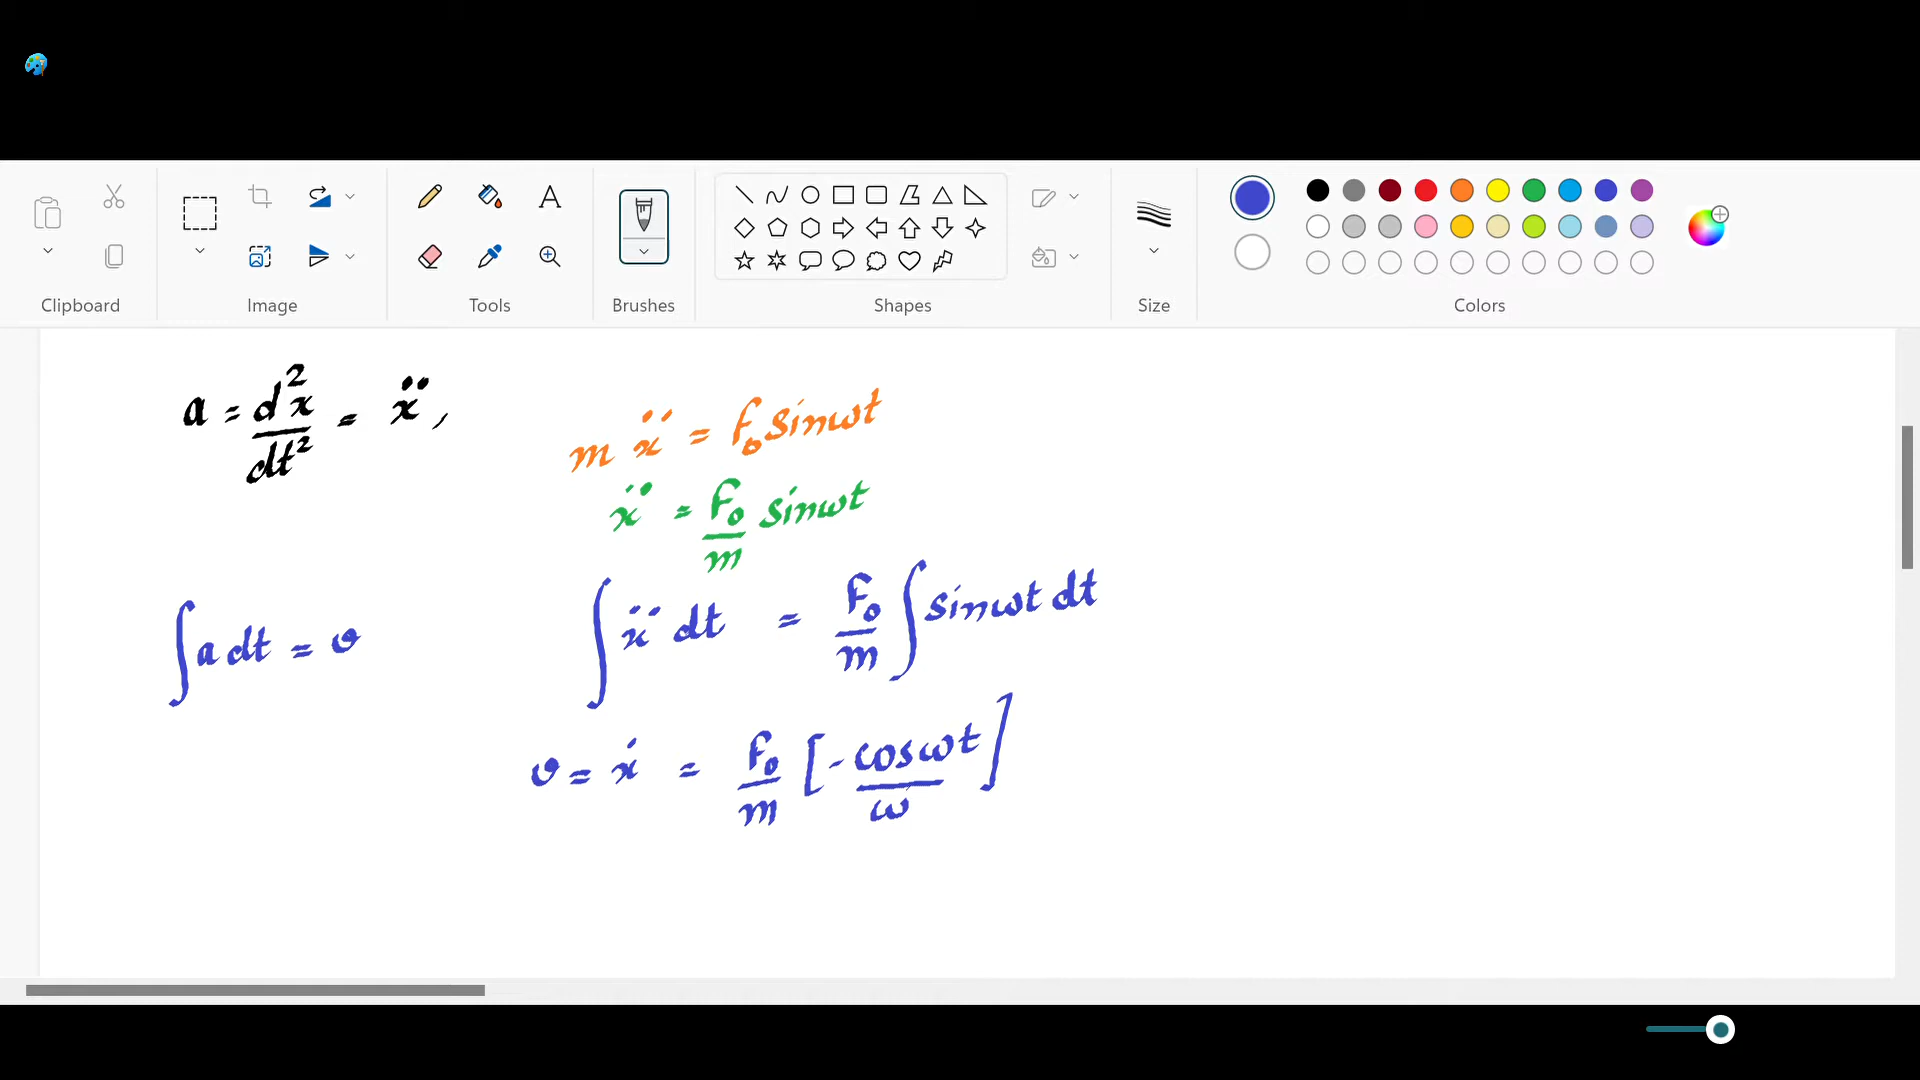 Clipboard
Image
Tools
Brushes
Shapes
Size
Colors
a = d²x/dt² = ẍ,
m ẍ = F₀ sinωt
ẍ = F₀/m sinωt
∫a dt = v
∫ẍ dt = F₀/m ∫sinωt dt
v = ẋ = F₀/m [-cosωt/ω]